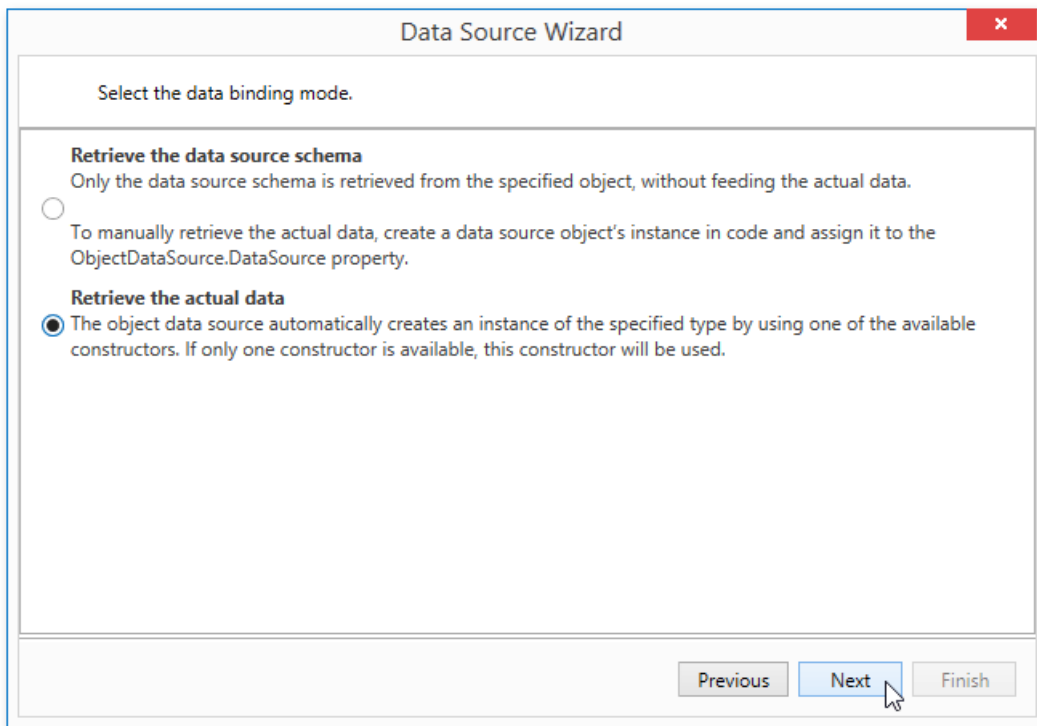 Data Source Wizard
Select the data binding mode.
Retrieve the data source schema
Only the data source schema is retrieved from the specified object, without feeding the actual data.
To manually retrieve the actual data, create a data source object's instance in code and assign it to the
ObjectDataSource.DataSource property.
Retrieve the actual data
The object data source automatically creates an instance of the specified type by using one of the available
constructors. If only one constructor is available, this constructor will be used.
Previous Next Finish